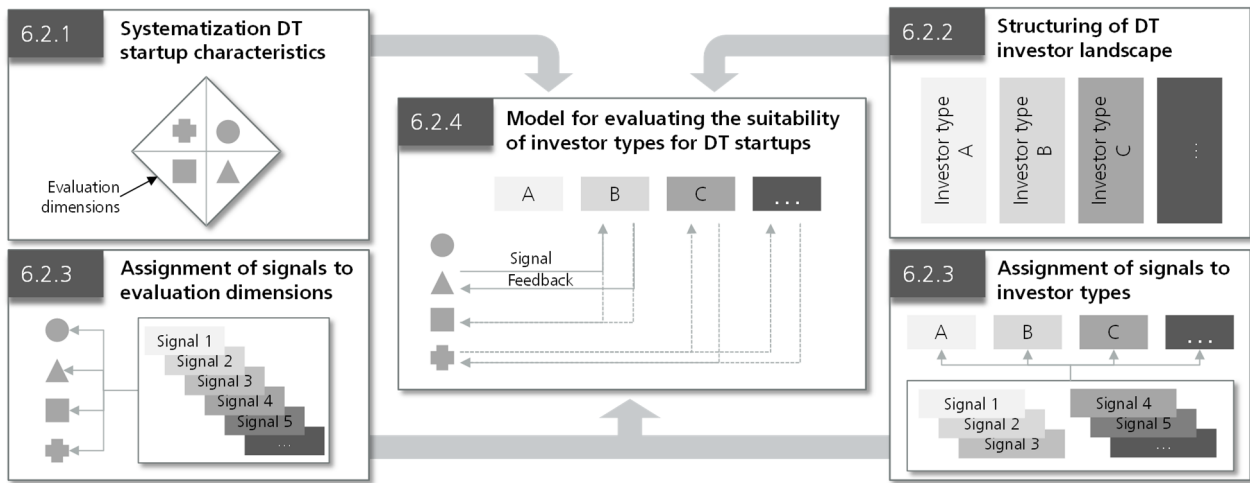 6.2.1
Systematization DT
startup characteristics
Evaluation
dimensions
6.2.2
Structuring of DT
investor landscape
Investor type
A
Investor type
B
Investor type
C
...
6.2.4
Model for evaluating the suitability
of investor types for DT startups
A
B
C
...
Signal
Feedback
6.2.3
Assignment of signals to
evaluation dimensions
Signal 1
Signal 2
Signal 3
Signal 4
Signal 5
...
6.2.3
Assignment of signals to
investor types
A
B
C
...
Signal 1
Signal 2
Signal 3
Signal 4
Signal 5
...